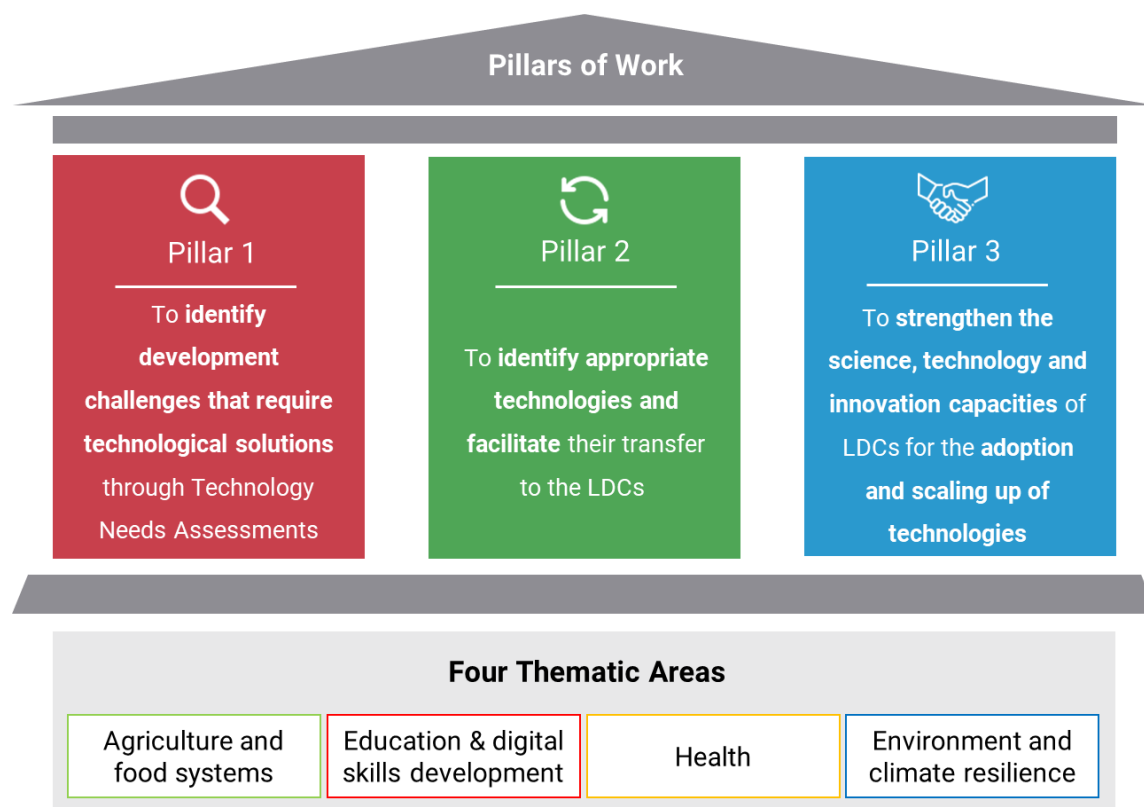 Pillars of Work
Pillar 1
To identify
development
challenges that require
technological solutions
through Technology
Needs Assessments
Pillar 2
To identify appropriate
technologies and
facilitate their transfer
to the LDCs
Pillar 3
To strengthen the
science, technology and
innovation capacities of
LDCs for the adoption
and scaling up of
technologies
Four Thematic Areas
Agriculture and
food systems
Education & digital
skills development
Health
Environment and
climate resilience